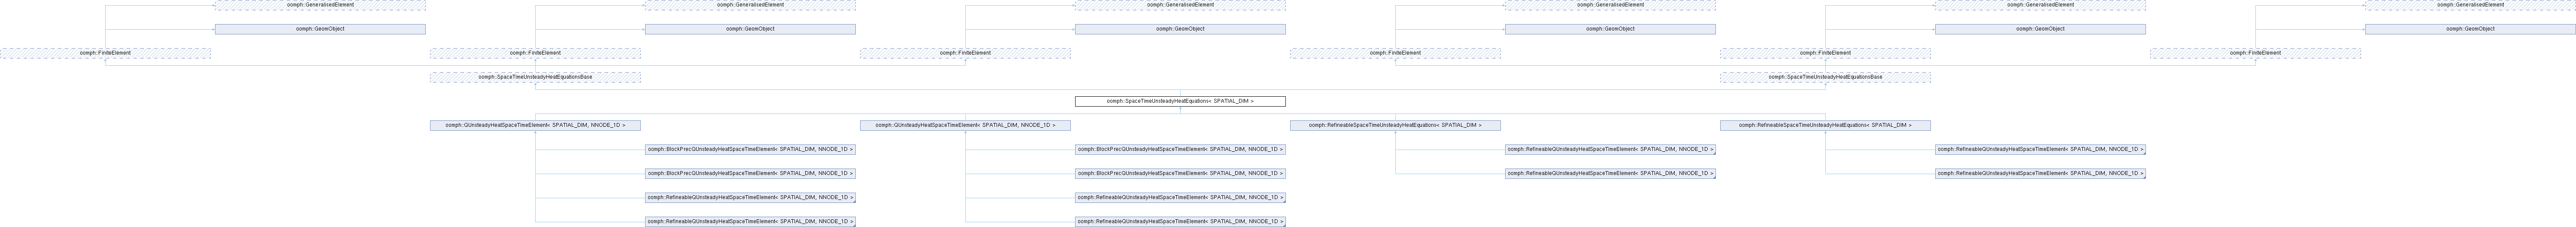 oomph::GeneralisedElement oomph::GeneralisedElement oomph::GeneralisedElement oomph::GeneralisedElement oomph::GeneralisedElement oomph::GeneralisedElement
oomph::GeomObject oomph::GeomObject oomph::GeomObject oomph::GeomObject oomph::GeomObject oomph::GeomObject
oomph::FiniteElement oomph::FiniteElement oomph::FiniteElement oomph::FiniteElement oomph::FiniteElement oomph::FiniteElement
oomph::SpaceTimeUnsteadyHeatEquationsBase oomph::SpaceTimeUnsteadyHeatEquationsBase
oomph::SpaceTimeUnsteadyHeatEquations< SPATIAL_DIM >
oomph::QUnsteadyHeatSpaceTimeElement< SPATIAL_DIM, NNODE_1D > oomph::QUnsteadyHeatSpaceTimeElement< SPATIAL_DIM, NNODE_1D > oomph::RefineableSpaceTimeUnsteadyHeatEquations< SPATIAL_DIM > oomph::RefineableSpaceTimeUnsteadyHeatEquations< SPATIAL_DIM >
oomph::BlockPrecQUnsteadyHeatSpaceTimeElement< SPATIAL_DIM, NNODE_1D > oomph::BlockPrecQUnsteadyHeatSpaceTimeElement< SPATIAL_DIM, NNODE_1D > oomph::RefineableQUnsteadyHeatSpaceTimeElement< SPATIAL_DIM, NNODE_1D > oomph::RefineableQUnsteadyHeatSpaceTimeElement< SPATIAL_DIM, NNODE_1D >
oomph::BlockPrecQUnsteadyHeatSpaceTimeElement< SPATIAL_DIM, NNODE_1D > oomph::BlockPrecQUnsteadyHeatSpaceTimeElement< SPATIAL_DIM, NNODE_1D > oomph::RefineableQUnsteadyHeatSpaceTimeElement< SPATIAL_DIM, NNODE_1D > oomph::RefineableQUnsteadyHeatSpaceTimeElement< SPATIAL_DIM, NNODE_1D >
oomph::RefineableQUnsteadyHeatSpaceTimeElement< SPATIAL_DIM, NNODE_1D > oomph::RefineableQUnsteadyHeatSpaceTimeElement< SPATIAL_DIM, NNODE_1D >
oomph::RefineableQUnsteadyHeatSpaceTimeElement< SPATIAL_DIM, NNODE_1D > oomph::RefineableQUnsteadyHeatSpaceTimeElement< SPATIAL_DIM, NNODE_1D >